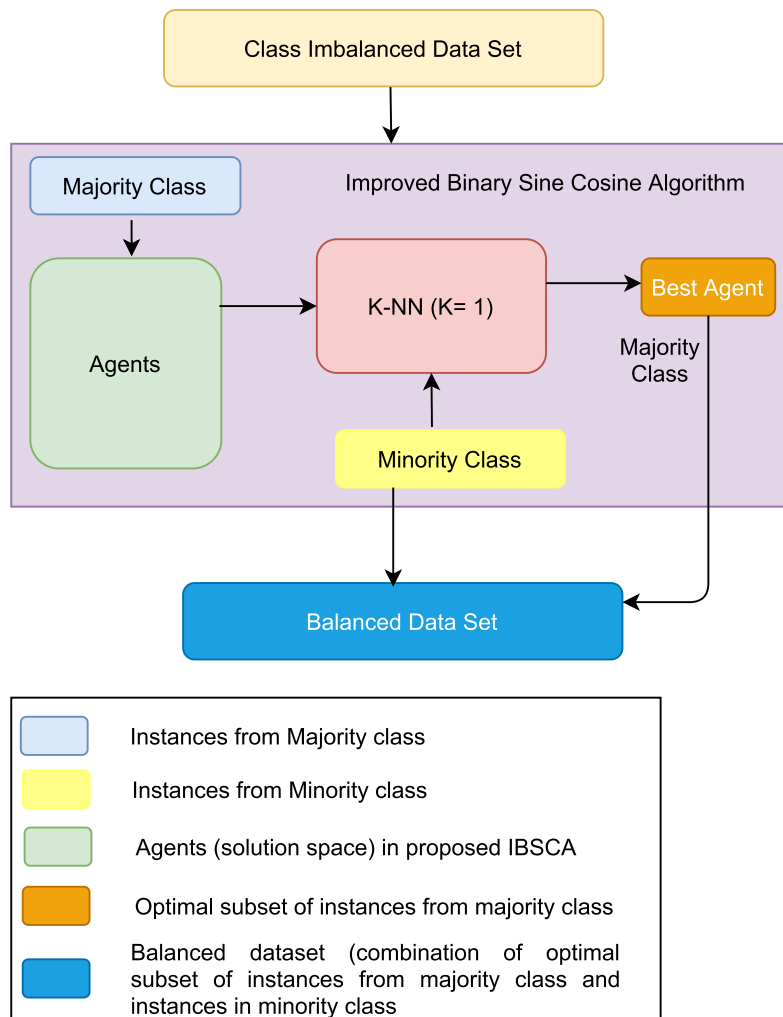 Class Imbalanced Data Set
Majority Class
Improved Binary Sine Cosine Algorithm
Agents
K-NN (K= 1)
Best Agent
Majority
Class
Minority Class
Balanced Data Set
Instances from Majority class
Instances from Minority class
Agents (solution space) in proposed IBSCA
Optimal subset of instances from majority class
Balanced dataset (combination of optimal
subset of instances from majority class and
instances in minority class